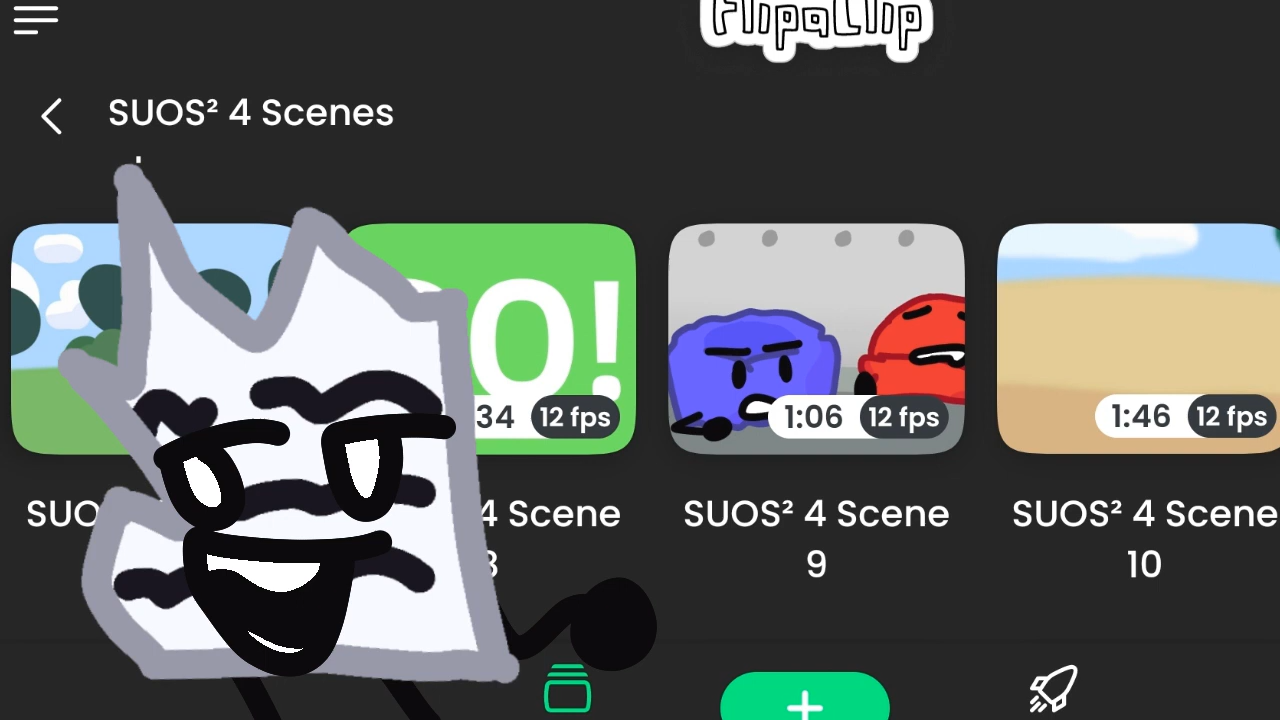 FlipaClip
SUOS² 4 Scenes
O!
34 12 fps
1:06 12 fps
1:46 12 fps
SUO
4 Scene
SUOS² 4 Scene
9
SUOS² 4 Scene
10